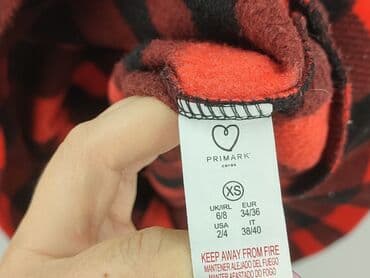 PRIMARK
cares
XS
UK/IRL EUR
6/8 34/36
USA IT
2/4 38/40
KEEP AWAY FROM FIRE
MANTENER ALEJADO DEL FUEGO
MANTER AFASTADO DO FOGO